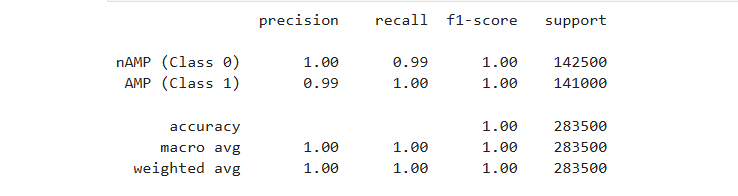 precision recall f1-score support
nAMP (Class 0) 1.00 0.99 1.00 142500
AMP (Class 1) 0.99 1.00 1.00 141000
accuracy 1.00 283500
macro avg 1.00 1.00 1.00 283500
weighted avg 1.00 1.00 1.00 283500